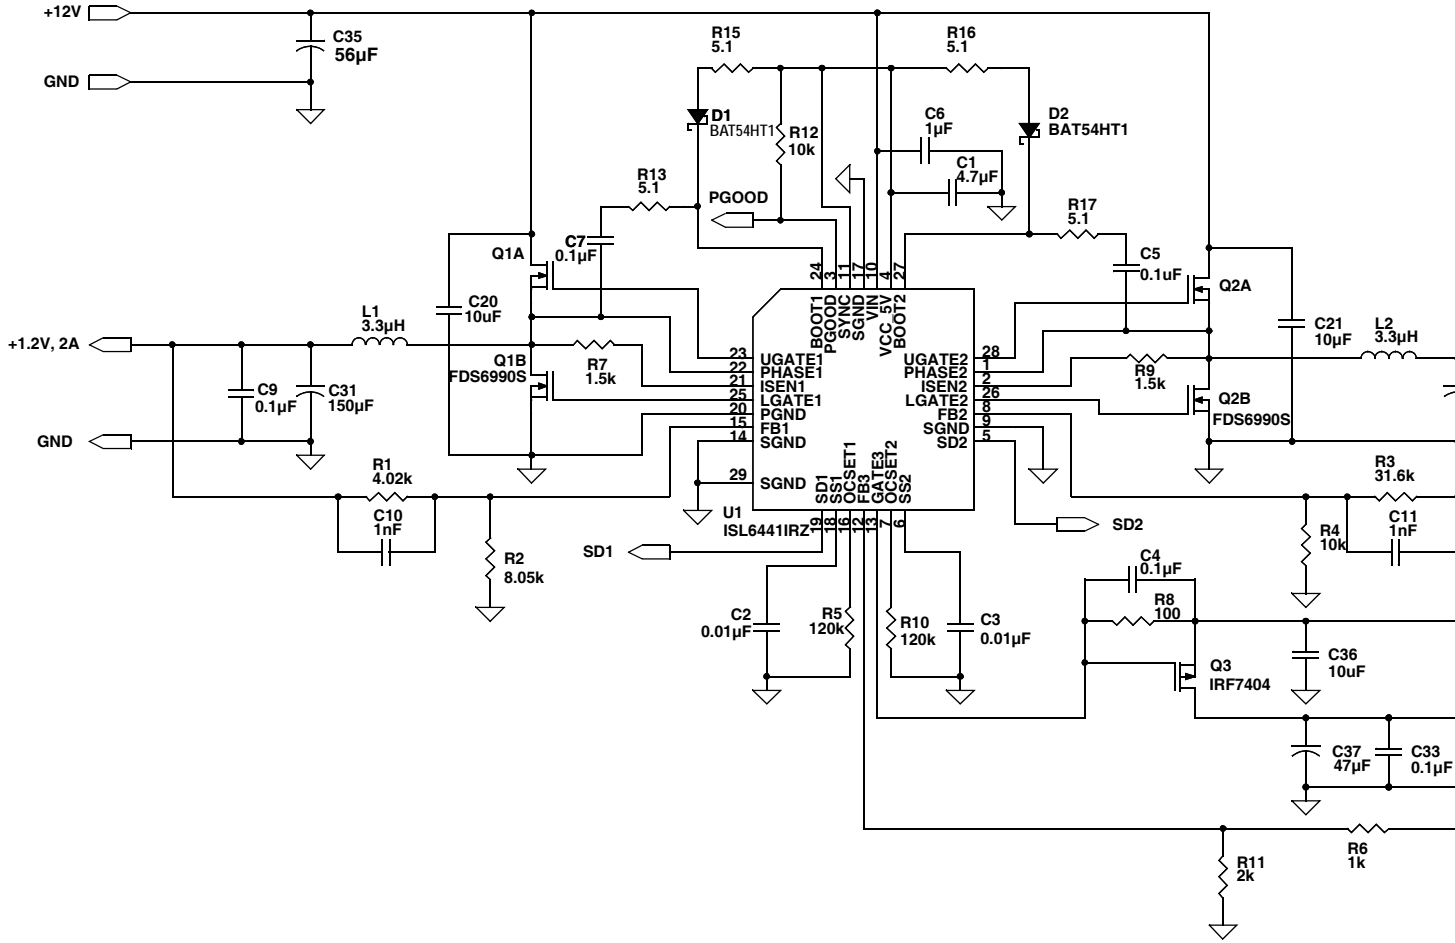 +12V
C35
56µF
GND
R15
5.1
R16
5.1
D1
BAT54HT1
R12
10k
C6
1µF
D2
BAT54HT1
C1
4.7µF
R13
5.1
PGOOD
R17
5.1
C7
0.1µF
C5
0.1uF
Q1A
Q2A
C20
10uF
24
3
11
17
10
4
27
BOOT1
PGOOD
SYNC
SGND
VIN
VCC_5V
BOOT2
L1
3.3µH
+1.2V, 2A
C21
10µF
L2
3.3µH
Q1B
FDS6990S
R7
1.5k
R9
1.5k
Q2B
FDS6990S
23 UGATE1
22 PHASE1
21 ISEN1
25 LGATE1
20 PGND
15 FB1
14 SGND
29 SGND
UGATE2 28
PHASE2 1
ISEN2 2
LGATE2 26
FB2 8
SGND 9
SD2 5
C9
0.1µF
C31
150µF
GND
SD1
SS1
OCSET1
FB3
GATE3
OCSET2
SS2
19
18
16
12
13
7
6
U1
ISL6441IRZ
R1
4.02k
C10
1nF
R2
8.05k
SD1
SD2
R3
31.6k
R4
10k
C11
1nF
C2
0.01µF
R5
120k
R10
120k
C3
0.01µF
C4
0.1µF
R8
100
Q3
IRF7404
C36
10uF
C37
47µF
C33
0.1µF
R6
1k
R11
2k